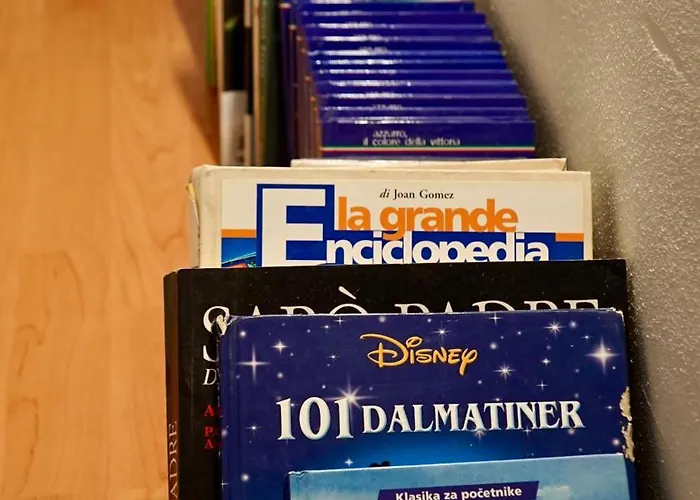 azzurro,
il colore della vittoria
di Joan Gomez
la grande
Enciclopedia
SARÒ PADRE
PADRE
DISNEY
101 DALMATINER
Klasika za početnike